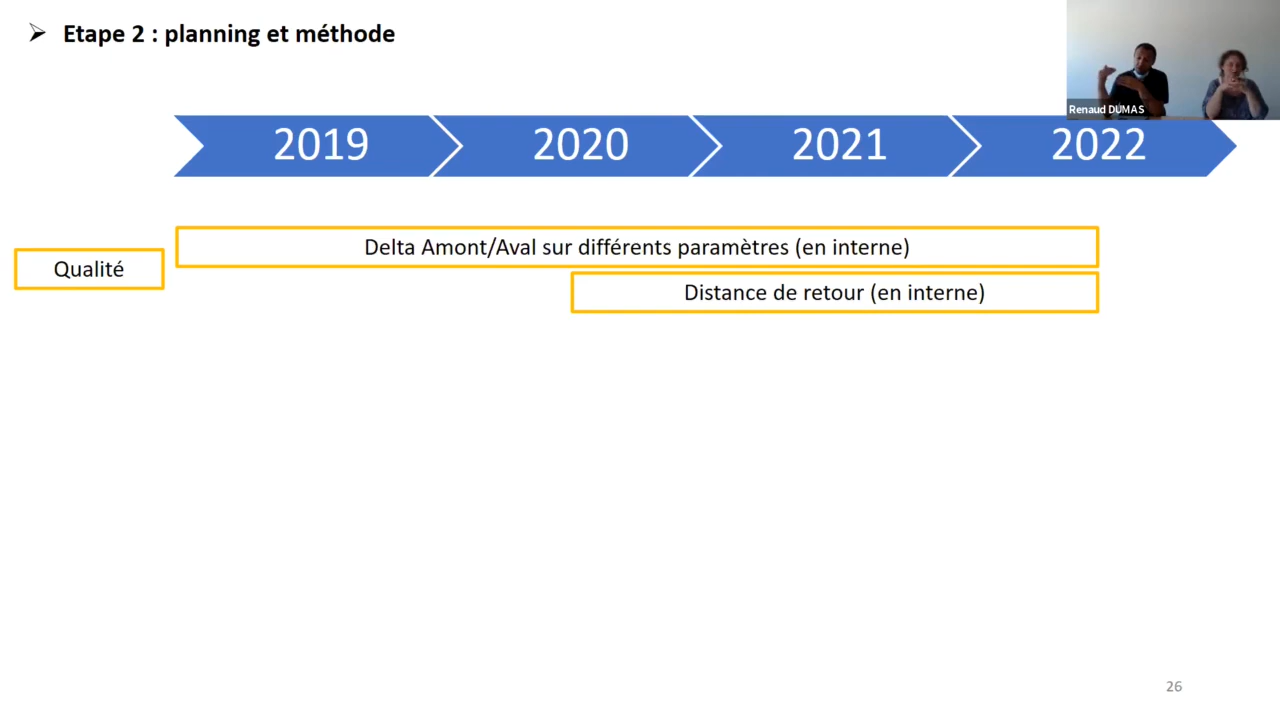 Etape 2 : planning et méthode
Renaud DUMAS
2019 2020 2021 2022
Delta Amont/Aval sur différents paramètres (en interne)
Qualité
Distance de retour (en interne)
26